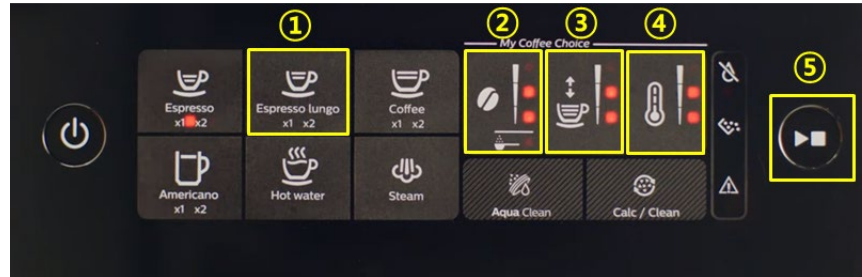 ① ② ③ ④ ⑤
My Coffee Choice
Espresso
x1 x2
Espresso lungo
x1 x2
Coffee
x1 x2
Americano
x1 x2
Hot water
Steam
Aqua Clean
Calc / Clean